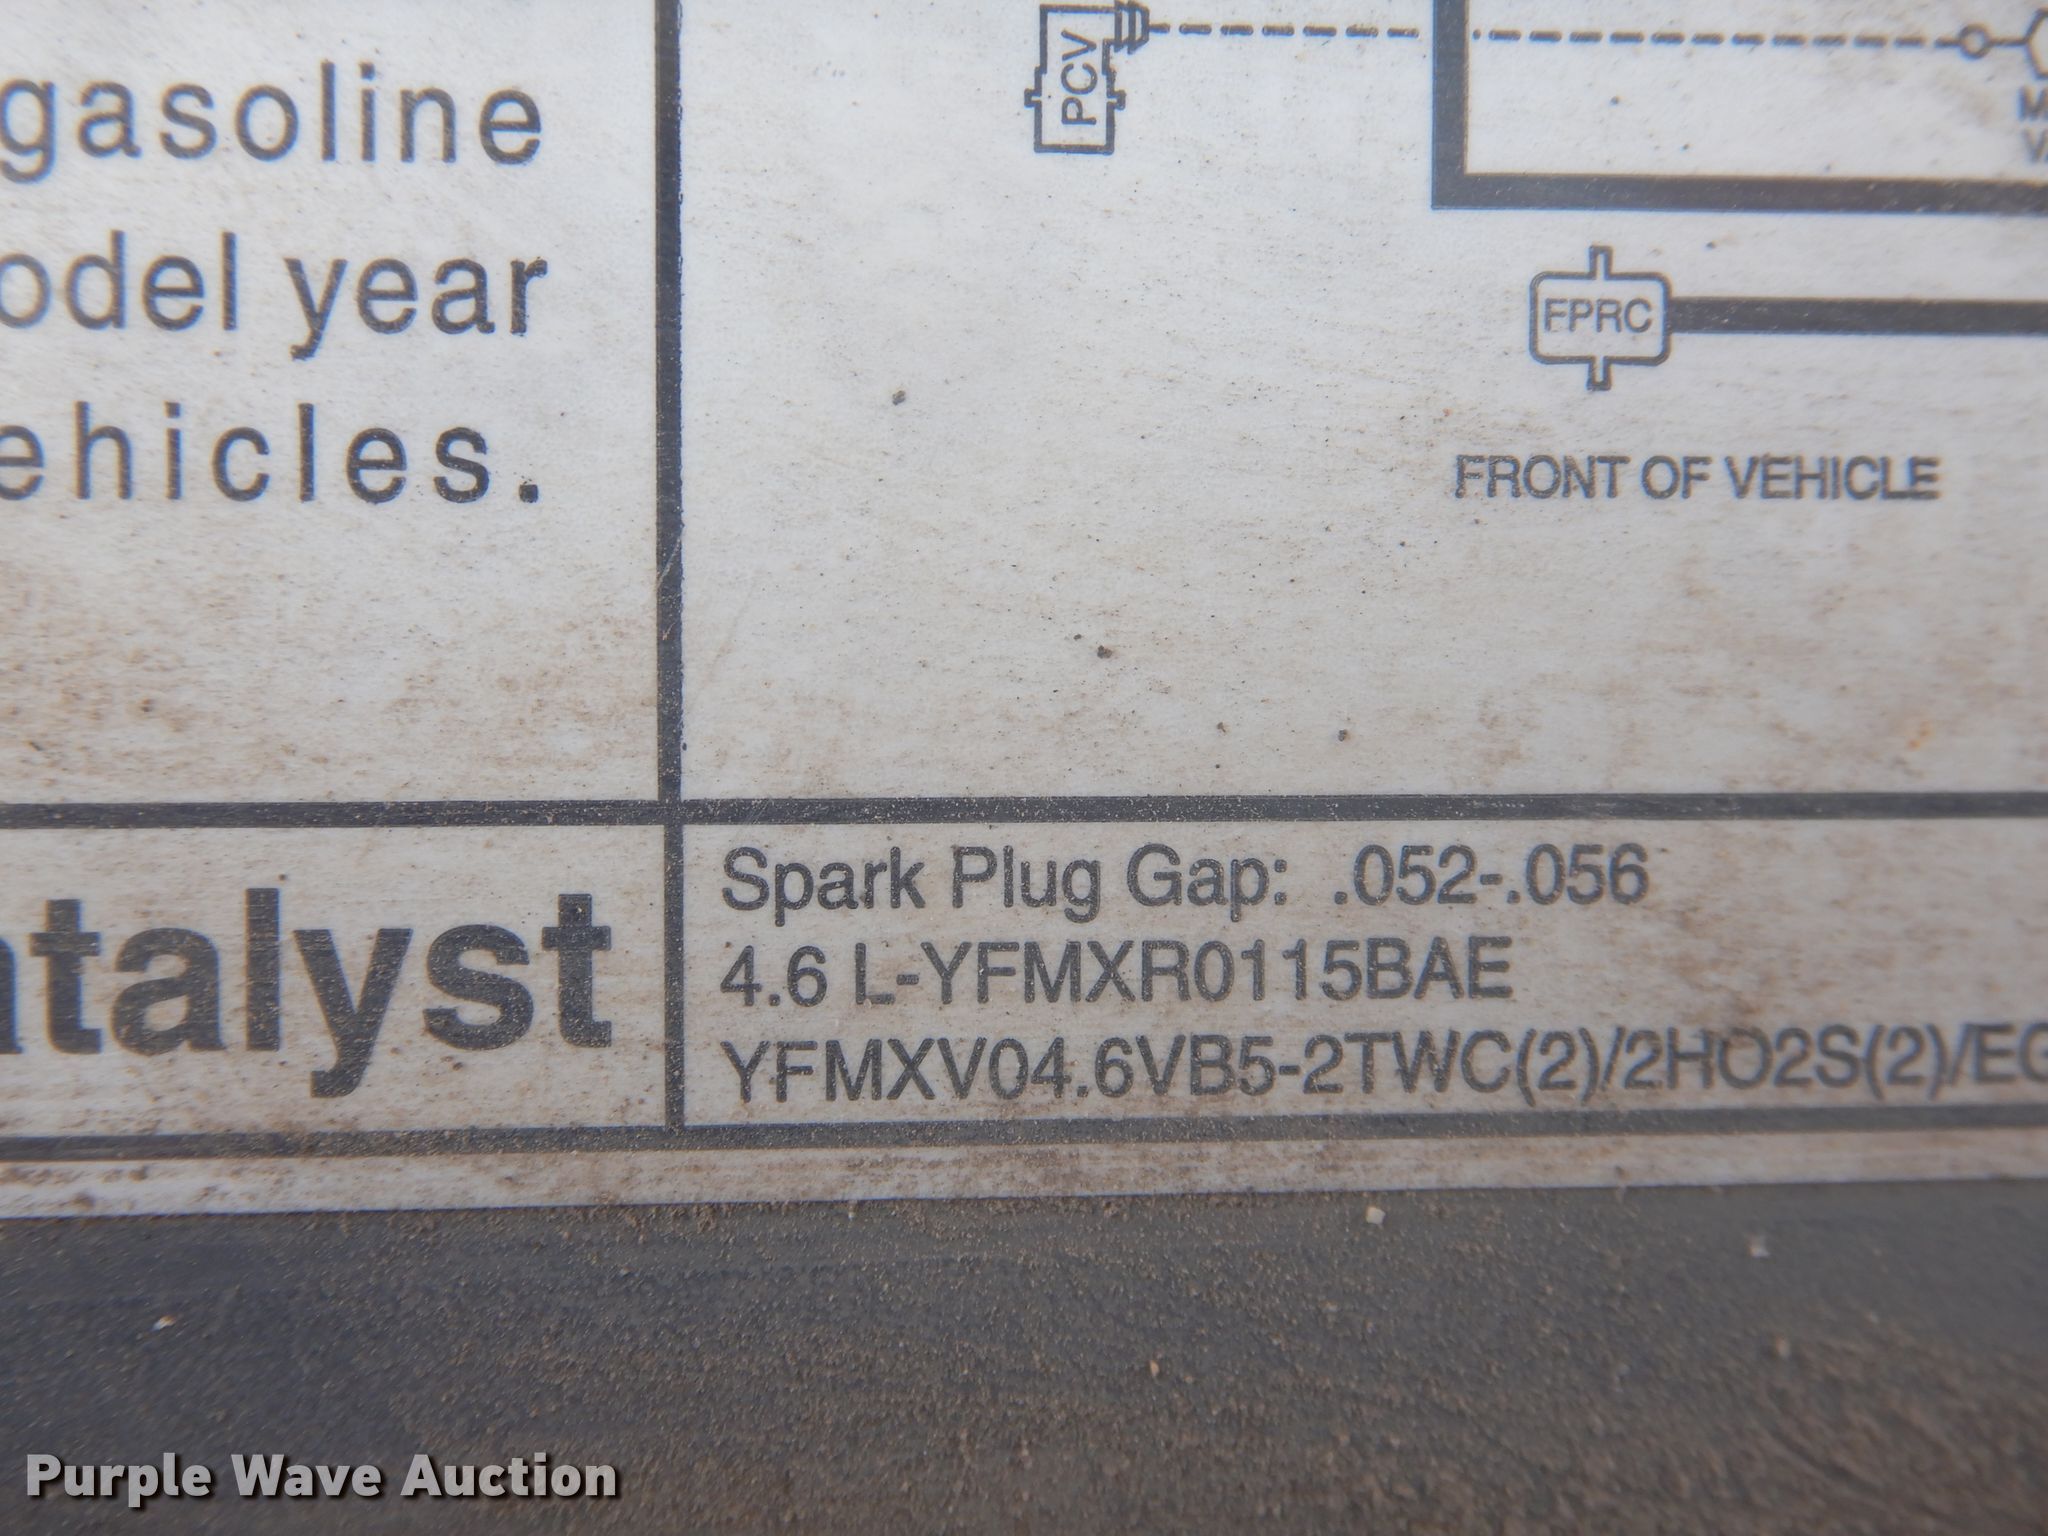 gasoline
odel year
ehicles.
PCV
FPRC
FRONT OF VEHICLE
atalyst
Spark Plug Gap: .052-.056
4.6 L-YFMXR0115BAE
YFMXV04.6VB5-2TWC(2)/2HO2S(2)/EG
Purple Wave Auction